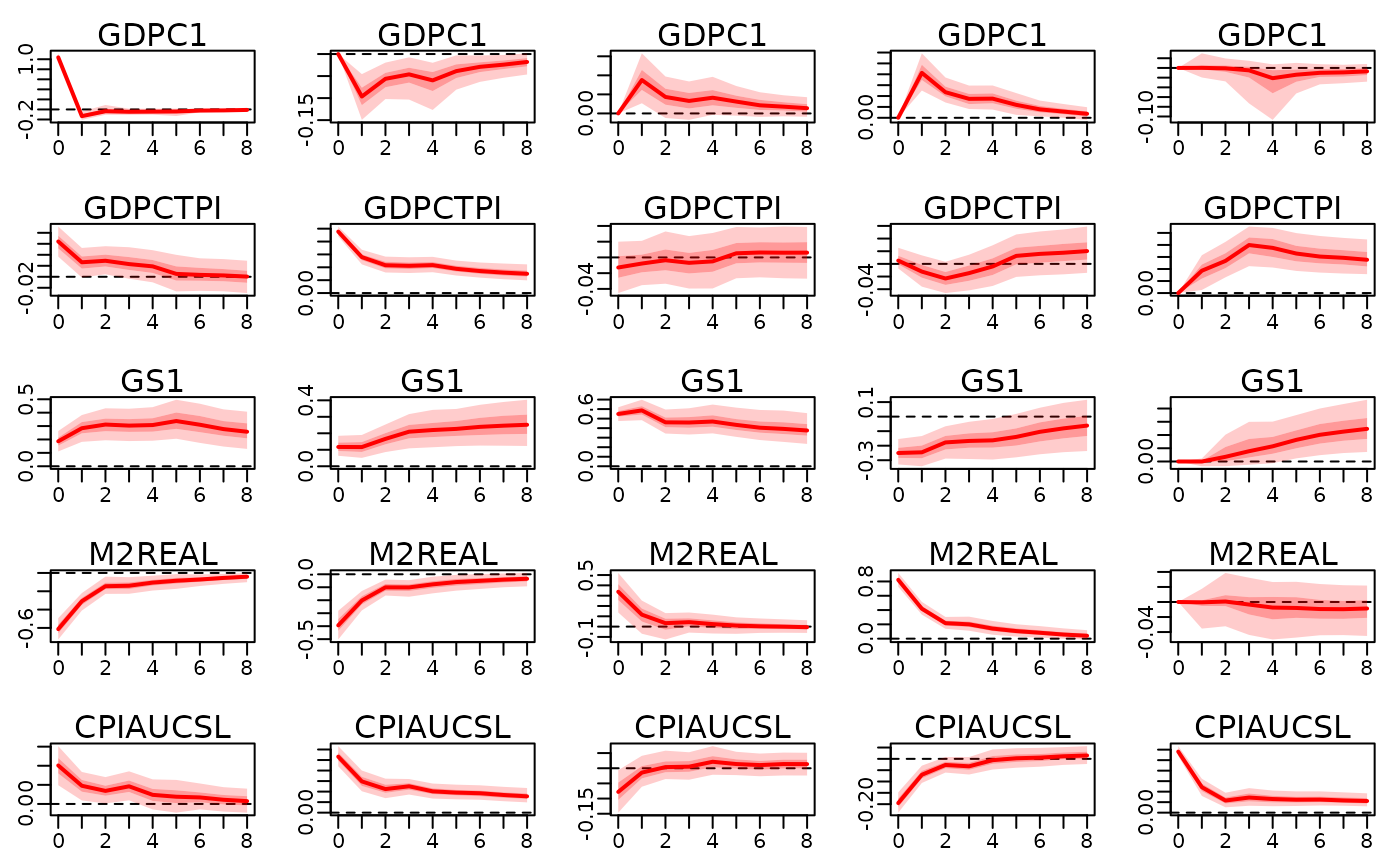 GDPC1 GDPC1 GDPC1 GDPC1 GDPC1
1.0 -0.2 -0.15 0.00 0.00 -0.10
0 2 4 6 8 0 2 4 6 8 0 2 4 6 8 0 2 4 6 8 0 2 4 6 8
GDPCTPI GDPCTPI GDPCTPI GDPCTPI GDPCTPI
-0.02 0.00 -0.04 -0.04 0.00
0 2 4 6 8 0 2 4 6 8 0 2 4 6 8 0 2 4 6 8 0 2 4 6 8
GS1 GS1 GS1 GS1 GS1
0.5 0.0 0.4 0.0 0.6 0.0 0.1 -0.3 0.00
0 2 4 6 8 0 2 4 6 8 0 2 4 6 8 0 2 4 6 8 0 2 4 6 8
M2REAL M2REAL M2REAL M2REAL M2REAL
-0.6 0.0 -0.5 0.5 -0.1 0.8 0.0 -0.04
0 2 4 6 8 0 2 4 6 8 0 2 4 6 8 0 2 4 6 8 0 2 4 6 8
CPIAUCSL CPIAUCSL CPIAUCSL CPIAUCSL CPIAUCSL
0.00 0.00 -0.15 -0.20 0.00
0 2 4 6 8 0 2 4 6 8 0 2 4 6 8 0 2 4 6 8 0 2 4 6 8